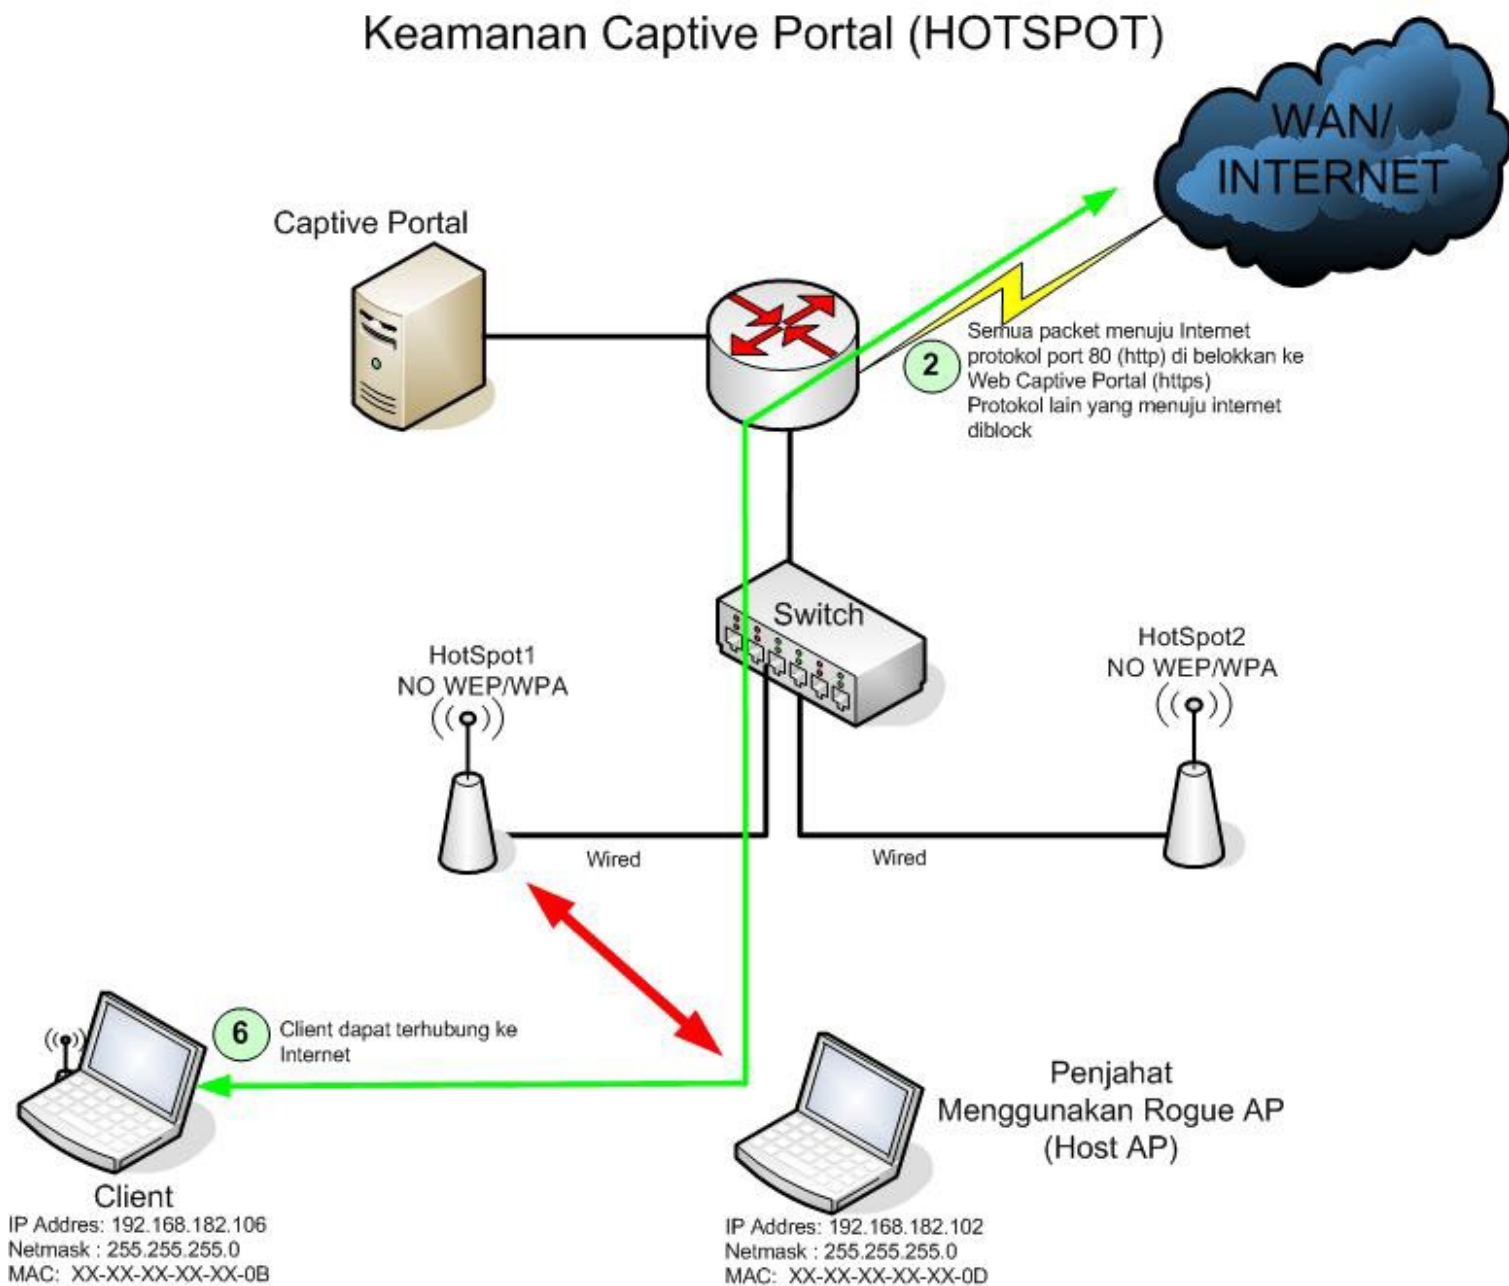 Keamanan Captive Portal (HOTSPOT)
WAN/
INTERNET
Captive Portal
2
Semua packet menuju Internet
protokol port 80 (http) di belokkan ke
Web Captive Portal (https)
Protokol lain yang menuju internet
diblock
Switch
HotSpot1
NO WEP/WPA
HotSpot2
NO WEP/WPA
Wired
Wired
6
Client dapat terhubung ke
Internet
Penjahat
Menggunakan Rogue AP
(Host AP)
Client
IP Addres: 192.168.182.106
Netmask : 255.255.255.0
MAC: XX-XX-XX-XX-XX-0B
IP Addres: 192.168.182.102
Netmask : 255.255.255.0
MAC: XX-XX-XX-XX-XX-0D